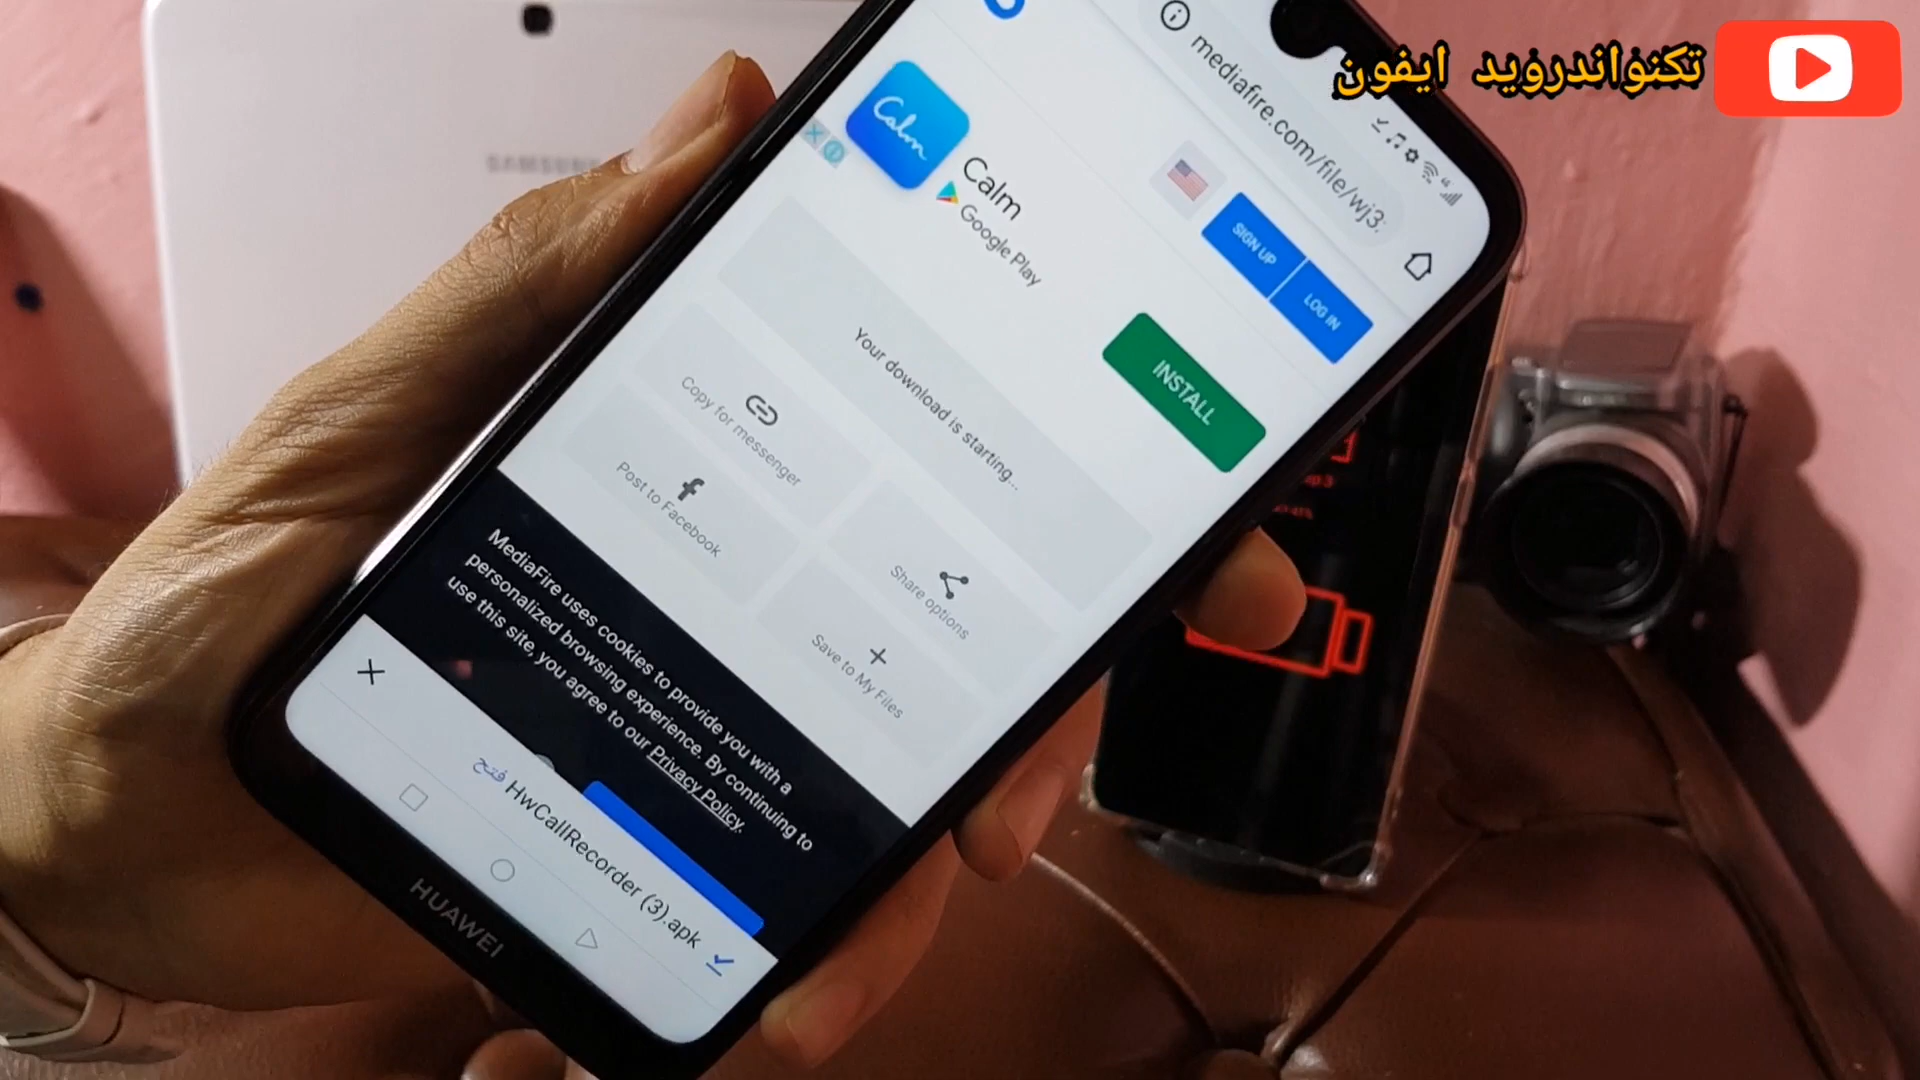 تكنواندرويد ايفون
mediafire.com/file/wj3
SAMSUNG
Calm
Calm
Google Play
SIGN UP
LOG IN
INSTALL
Your download is starting...
Copy for messenger
Post to Facebook
Share options
Save to My Files
MediaFire uses cookies to provide you with a
personalized browsing experience. By continuing to
use this site, you agree to our Privacy Policy.
فتح HwCallRecorder (3).apk
HUAWEI